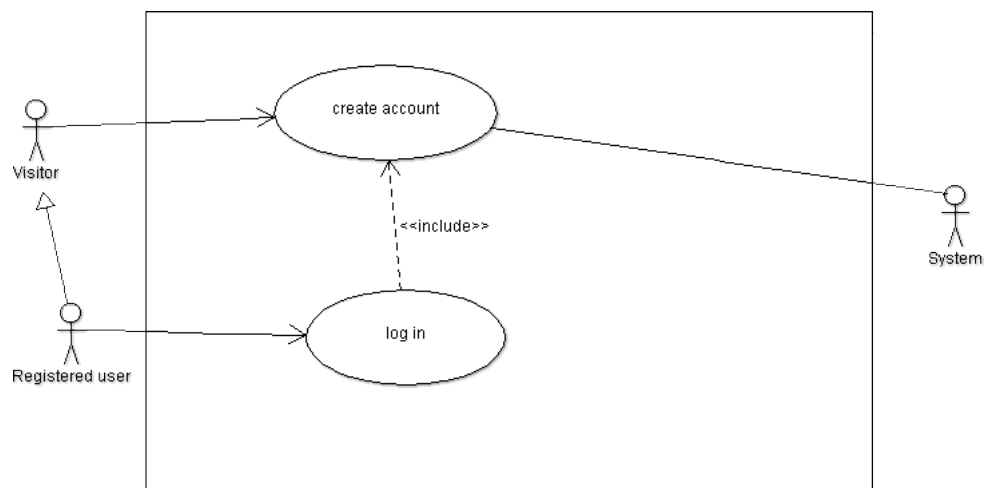 create account
Visitor
<<include>>
System
log in
Registered user